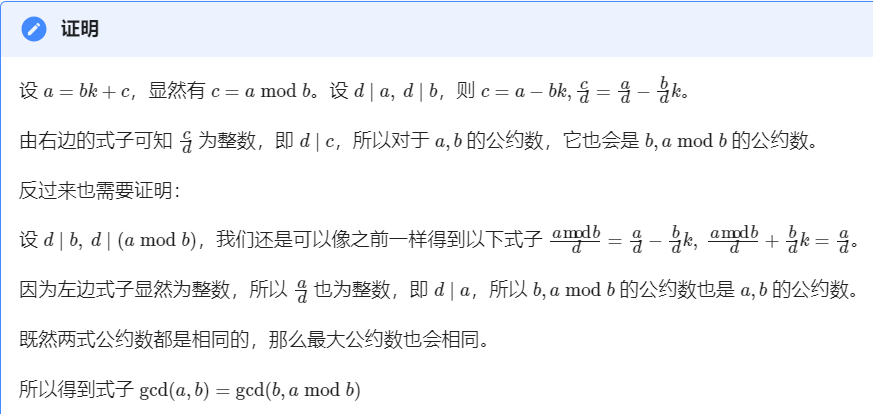 证明
设 $a = bk + c$，显然有 $c = a \bmod b$。设 $d \mid a,\ d \mid b$，则 $c = a - bk, \frac{c}{d} = \frac{a}{d} - \frac{b}{d}k$。
由右边的式子可知 $\frac{c}{d}$ 为整数，即 $d \mid c$，所以对于 $a, b$ 的公约数，它也会是 $b, a \bmod b$ 的公约数。
反过来也需要证明：
设 $d \mid b,\ d \mid (a \bmod b)$，我们还是可以像之前一样得到以下式子 $\frac{a \bmod b}{d} = \frac{a}{d} - \frac{b}{d}k,\ \frac{a \bmod b}{d} + \frac{b}{d}k = \frac{a}{d}$。
因为左边式子显然为整数，所以 $\frac{a}{d}$ 也为整数，即 $d \mid a$，所以 $b, a \bmod b$ 的公约数也是 $a, b$ 的公约数。
既然两式公约数都是相同的，那么最大公约数也会相同。
所以得到式子 $\gcd(a, b) = \gcd(b, a \bmod b)$